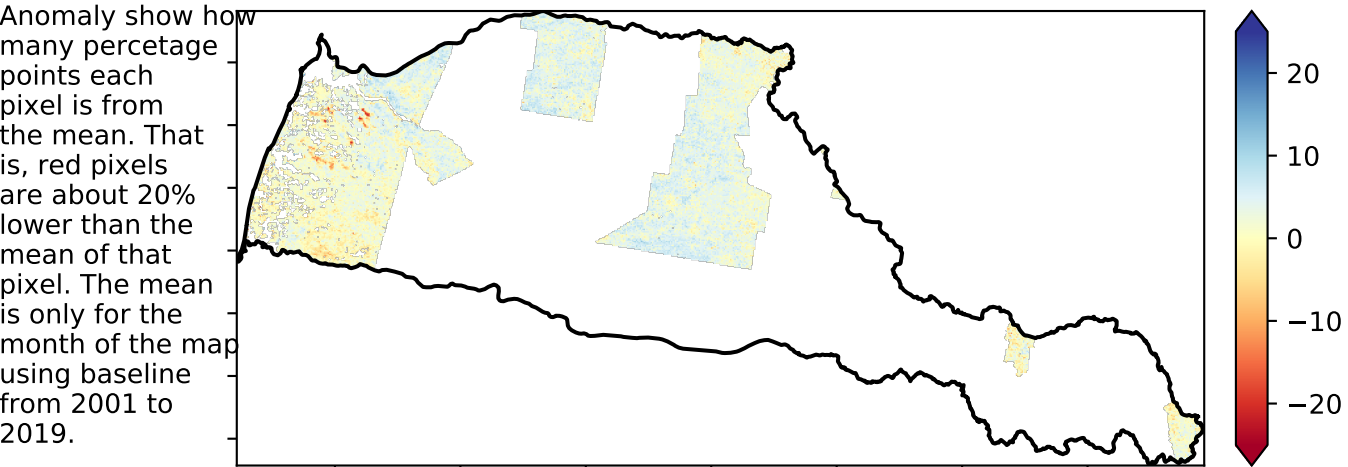 Anomaly show how
many percetage
points each
pixel is from
the mean. That
is, red pixels
are about 20%
lower than the
mean of that
pixel. The mean
is only for the
month of the map
using baseline
from 2001 to
2019.
20
10
0
−10
−20